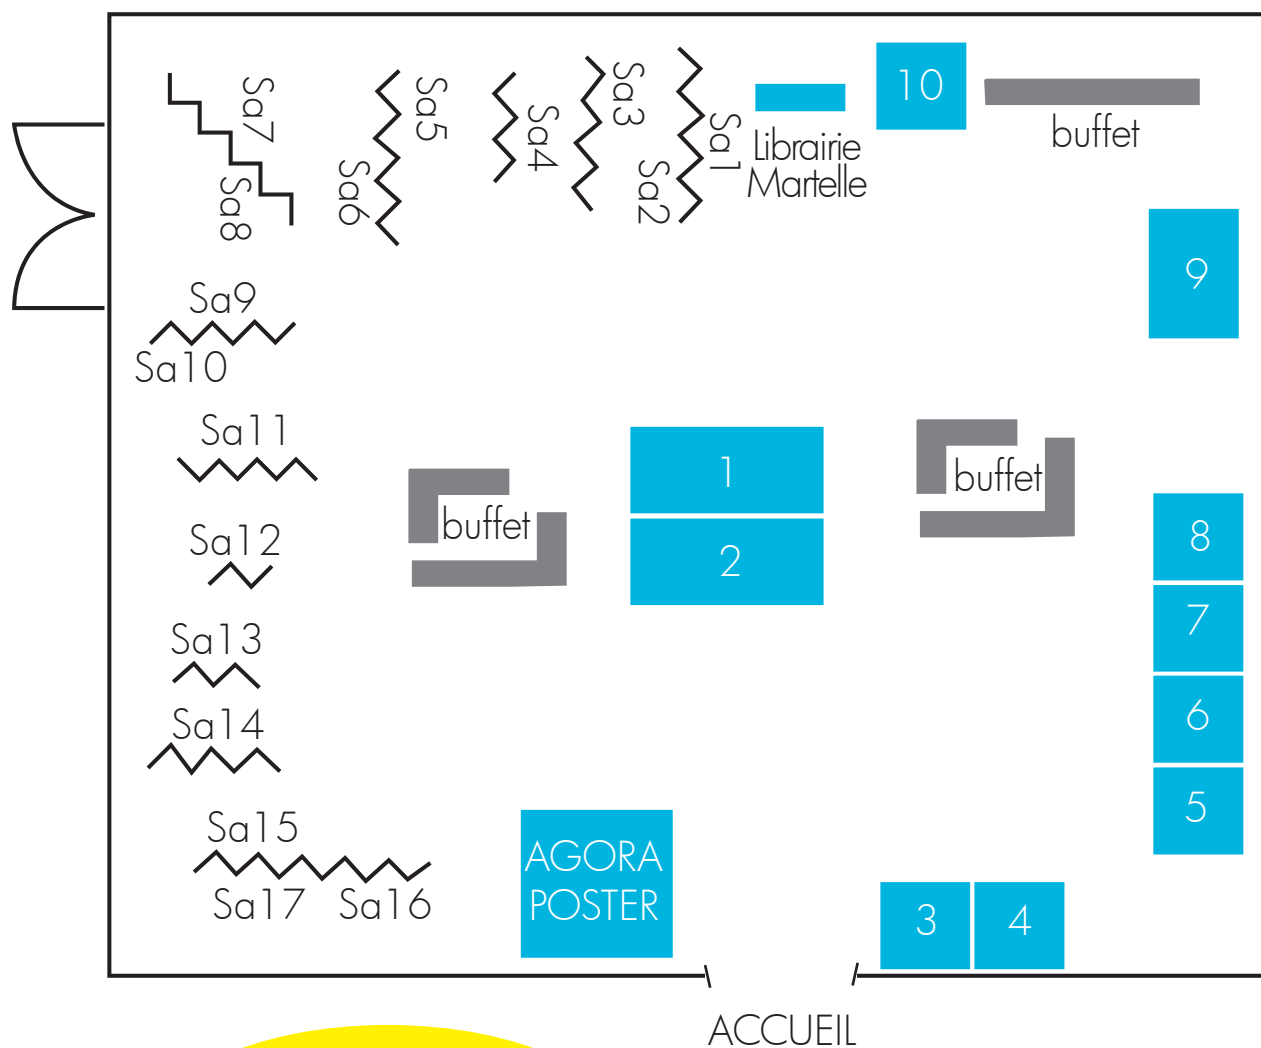 Sa7
Sa8
Sa5
Sa6
Sa4
Sa3
Sa2
Sa1
Librairie
Martelle
10
buffet
9
Sa9
Sa10
Sa11
Sa12
Sa13
Sa14
Sa15
Sa17
Sa16
buffet
1
2
buffet
8
7
6
5
AGORA
POSTER
3
4
ACCUEIL